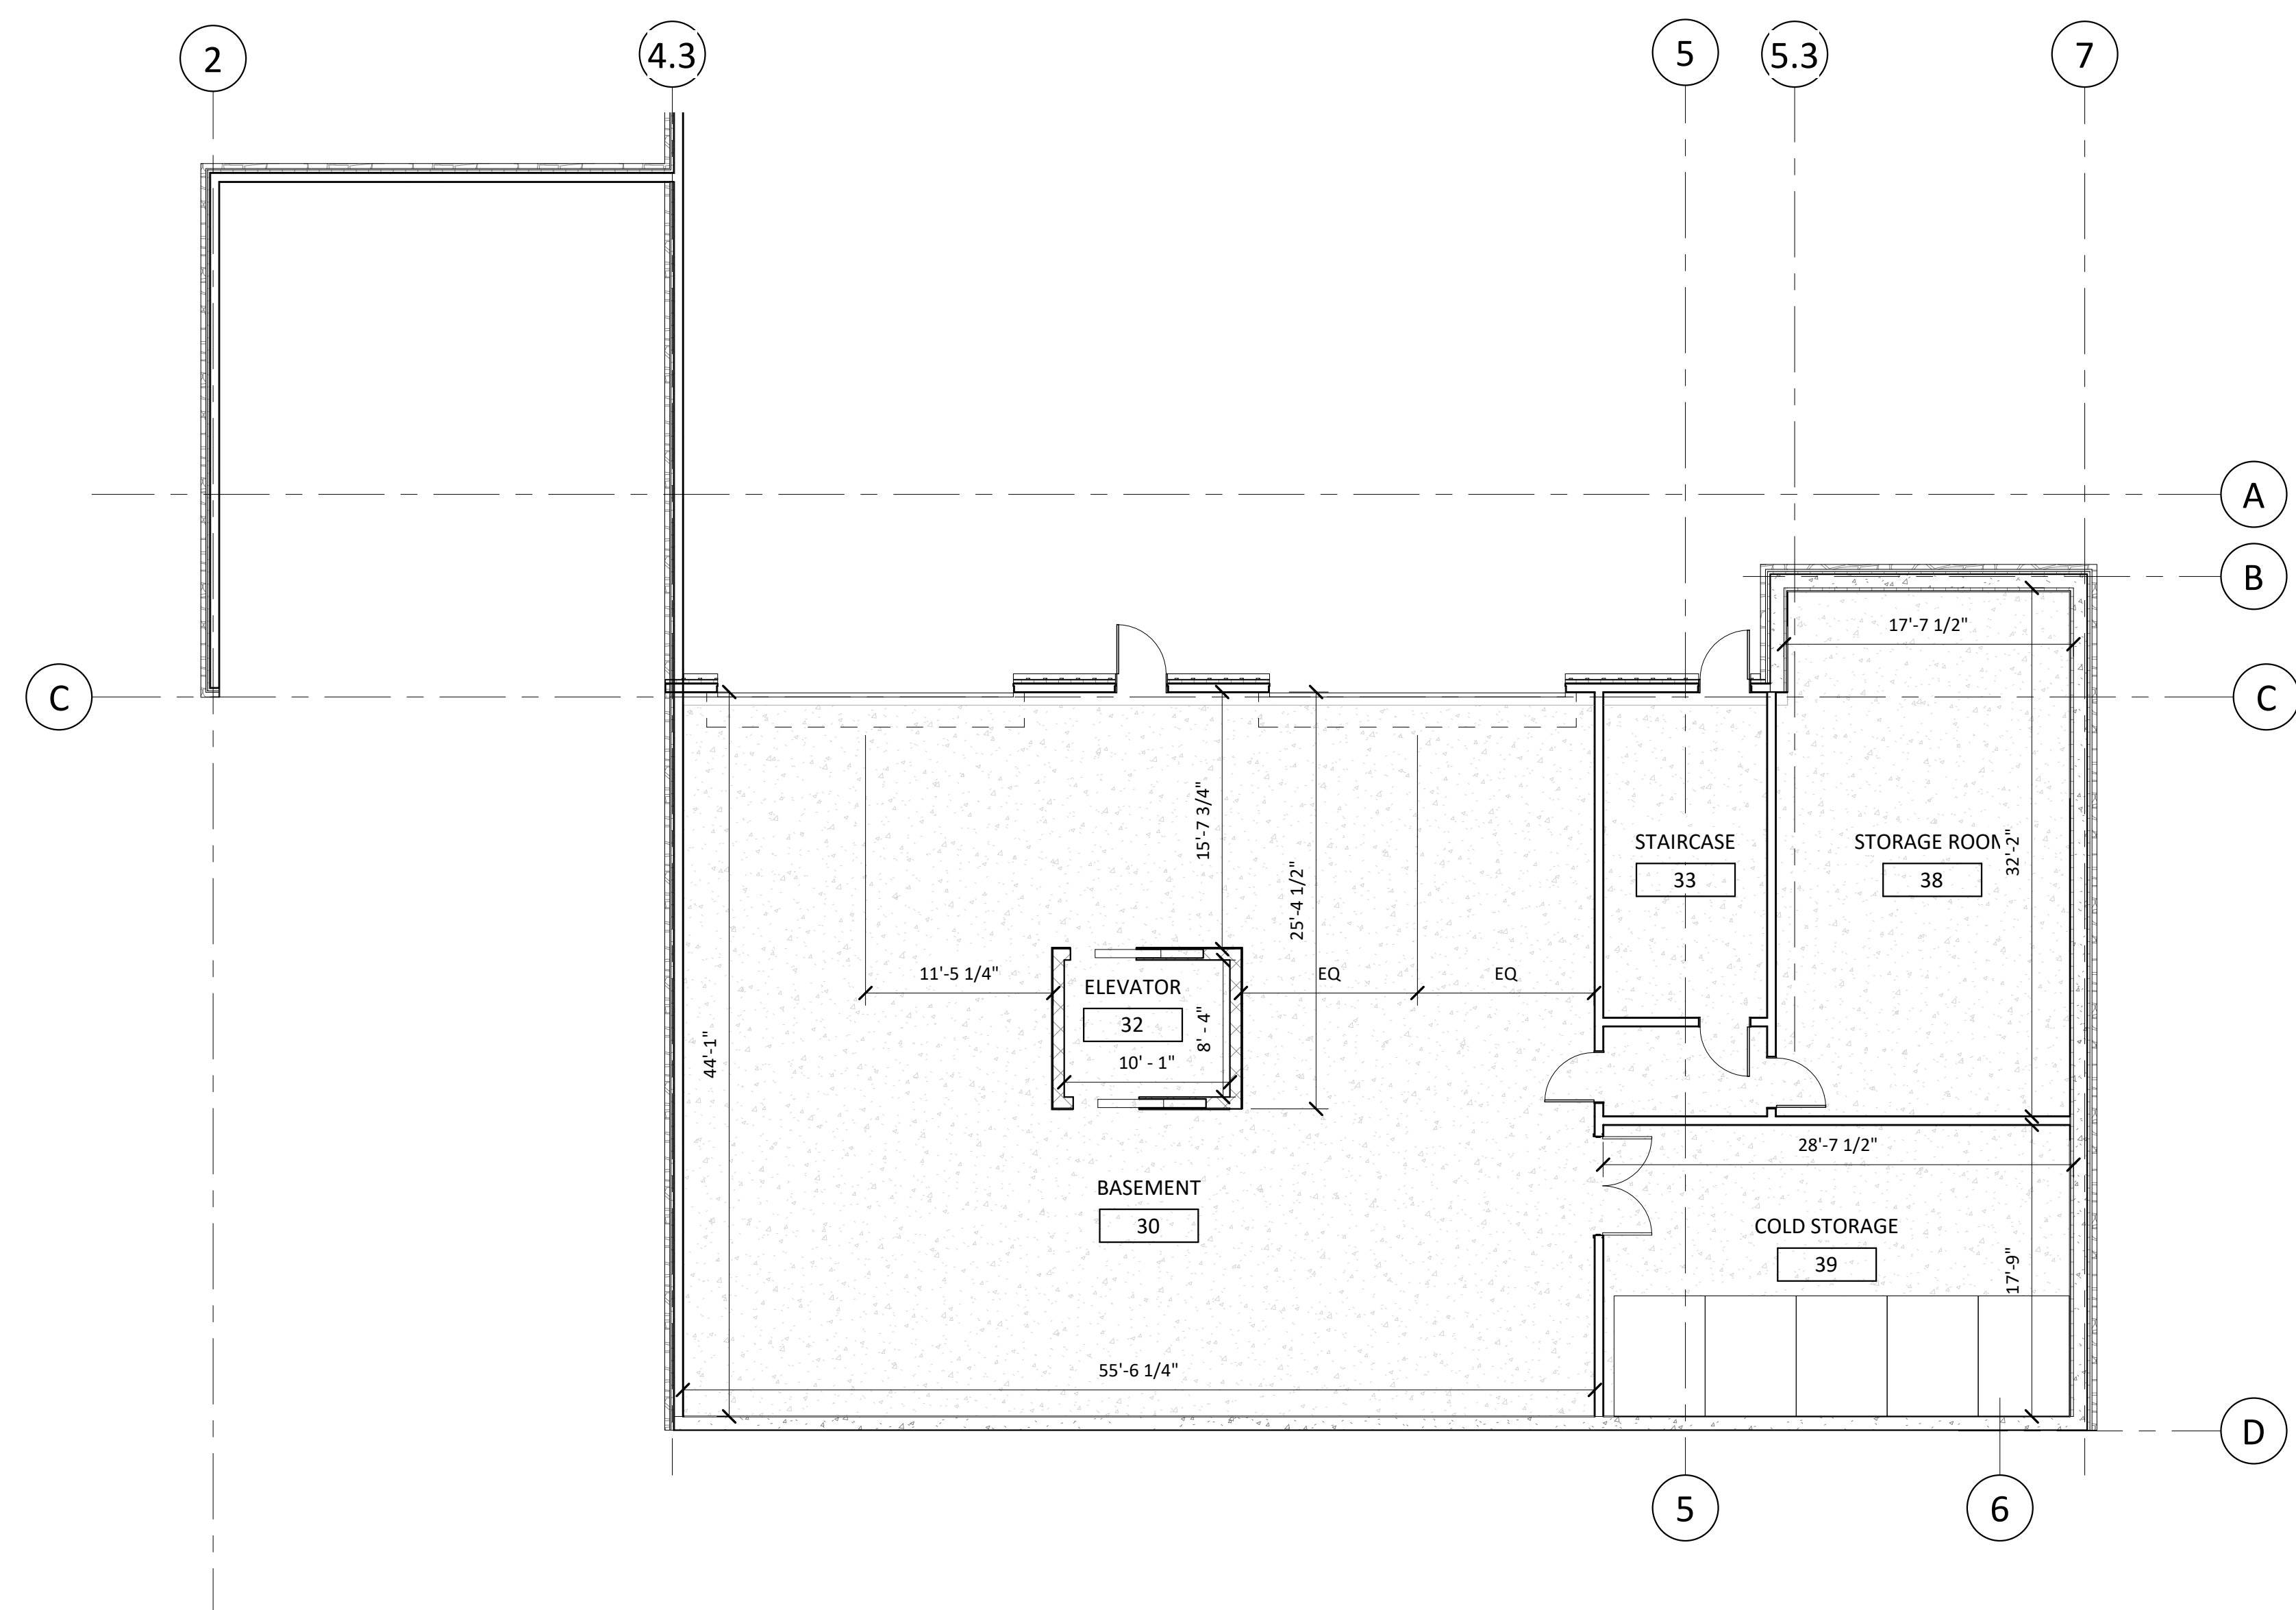 2
4.3
5
5.3
7
A
B
17'-7 1/2"
C
C
15'-7 3/4"
25'-4 1/2"
STAIRCASE
33
STORAGE ROOM
38
32'-2"
11'-5 1/4"
EQ
EQ
ELEVATOR
32
8' - 4"
10' - 1"
44'-1"
28'-7 1/2"
BASEMENT
30
COLD STORAGE
39
17'-9"
55'-6 1/4"
D
5
6